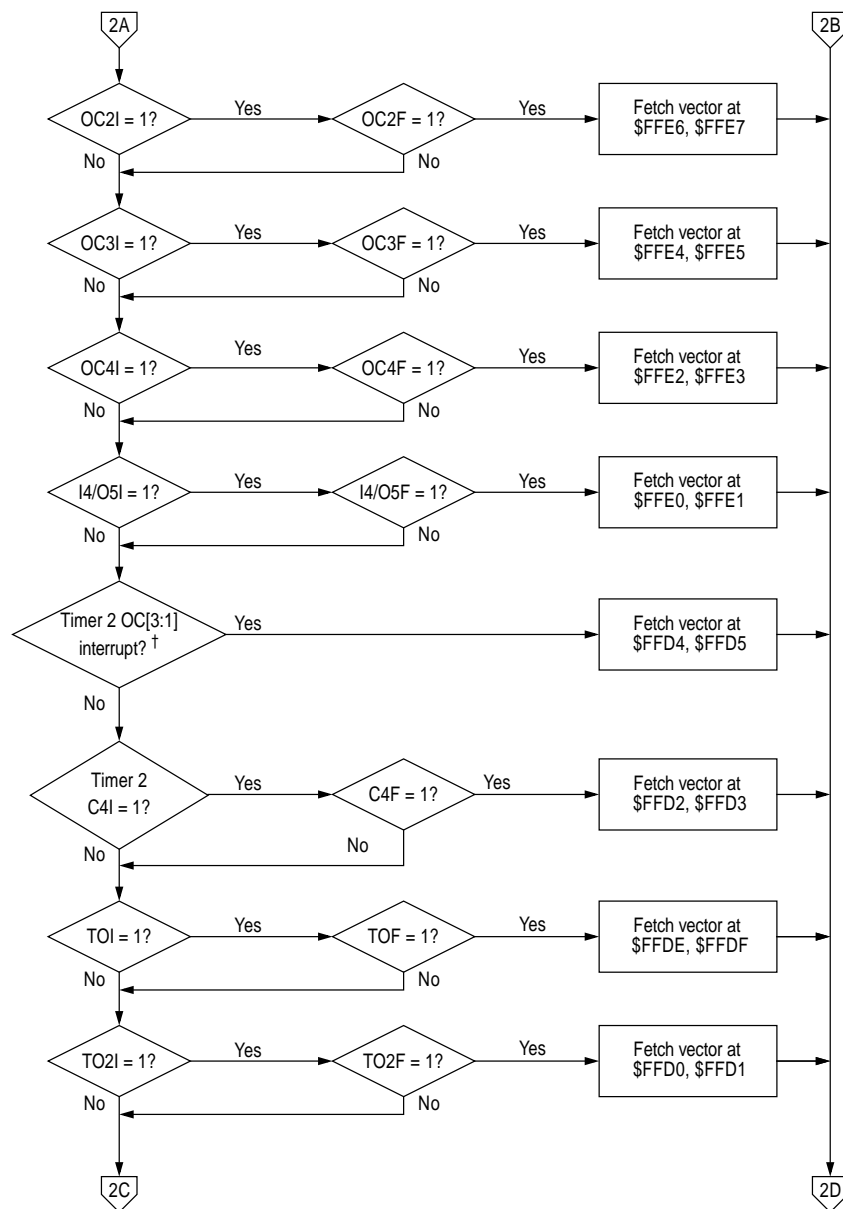 2A
2B
OC2I = 1?
Yes
OC2F = 1?
Yes
Fetch vector at
$FFE6, $FFE7
No
No
OC3I = 1?
Yes
OC3F = 1?
Yes
Fetch vector at
$FFE4, $FFE5
No
No
OC4I = 1?
Yes
OC4F = 1?
Yes
Fetch vector at
$FFE2, $FFE3
No
No
I4/O5I = 1?
Yes
I4/O5F = 1?
Yes
Fetch vector at
$FFE0, $FFE1
No
No
Timer 2 OC[3:1]
interrupt? †
Yes
Fetch vector at
$FFD4, $FFD5
No
Timer 2
C4I = 1?
Yes
C4F = 1?
Yes
Fetch vector at
$FFD2, $FFD3
No
No
TOI = 1?
Yes
TOF = 1?
Yes
Fetch vector at
$FFDE, $FFDF
No
No
TO2I = 1?
Yes
TO2F = 1?
Yes
Fetch vector at
$FFD0, $FFD1
No
No
2C
2D